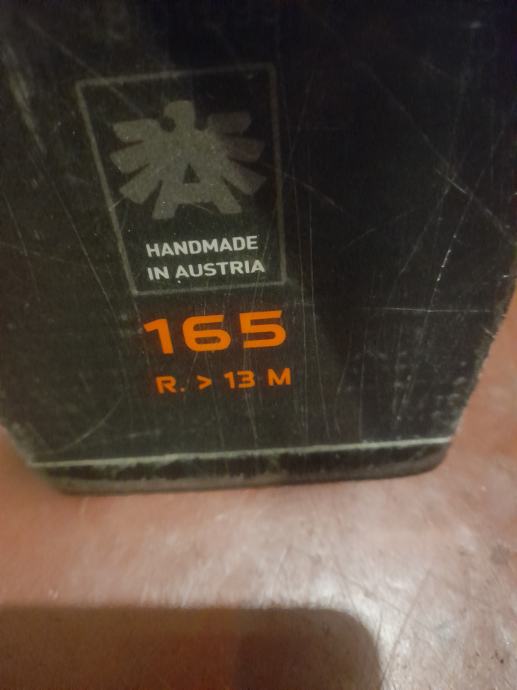 HANDMADE
IN AUSTRIA
165
R. > 13 M